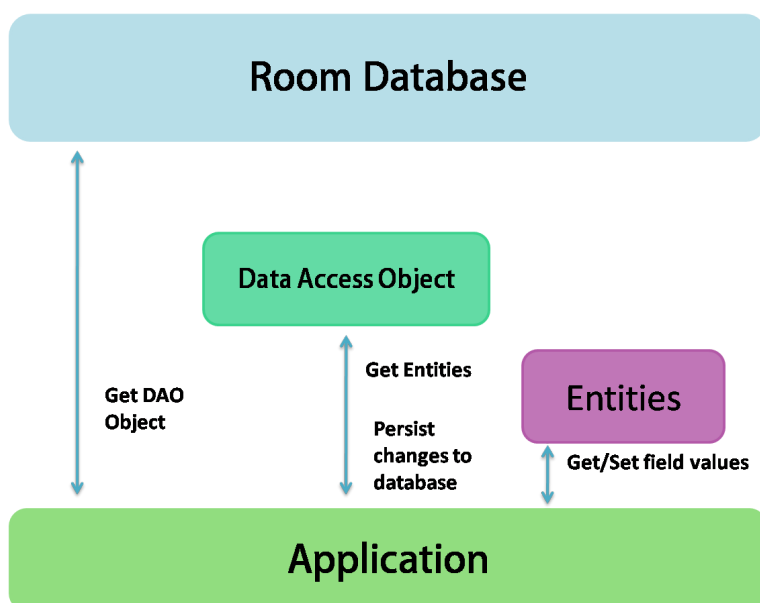 Room Database
Data Access Object
Get DAO
Object
Get Entities
Persist
changes to
database
Entities
Get/Set field values
Application